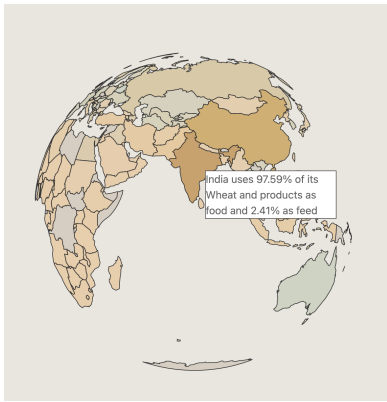 India uses 97.59% of its
Wheat and products as
food and 2.41% as feed